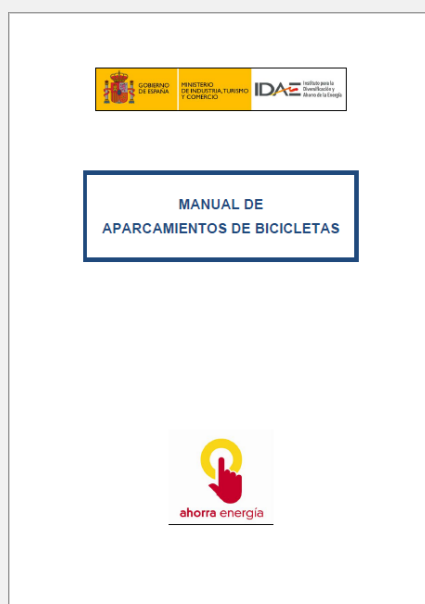 GOBIERNO
DE ESPAÑA
MINISTERIO
DE INDUSTRIA, TURISMO
Y COMERCIO
IDAE
Instituto para la
Diversificación y
Ahorro de la Energía
MANUAL DE
APARCAMIENTOS DE BICICLETAS
ahorra energía